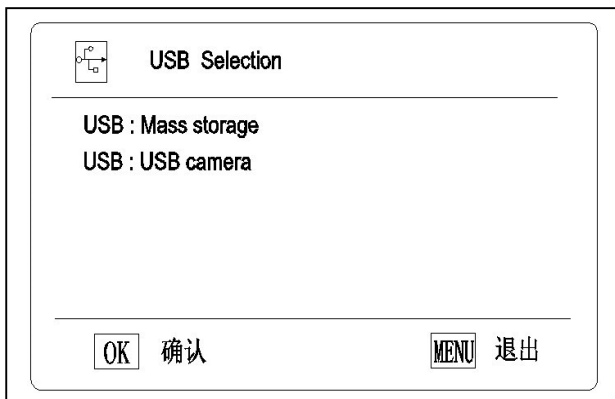 USB Selection
USB : Mass storage
USB : USB camera
OK 确认 MENU 退出